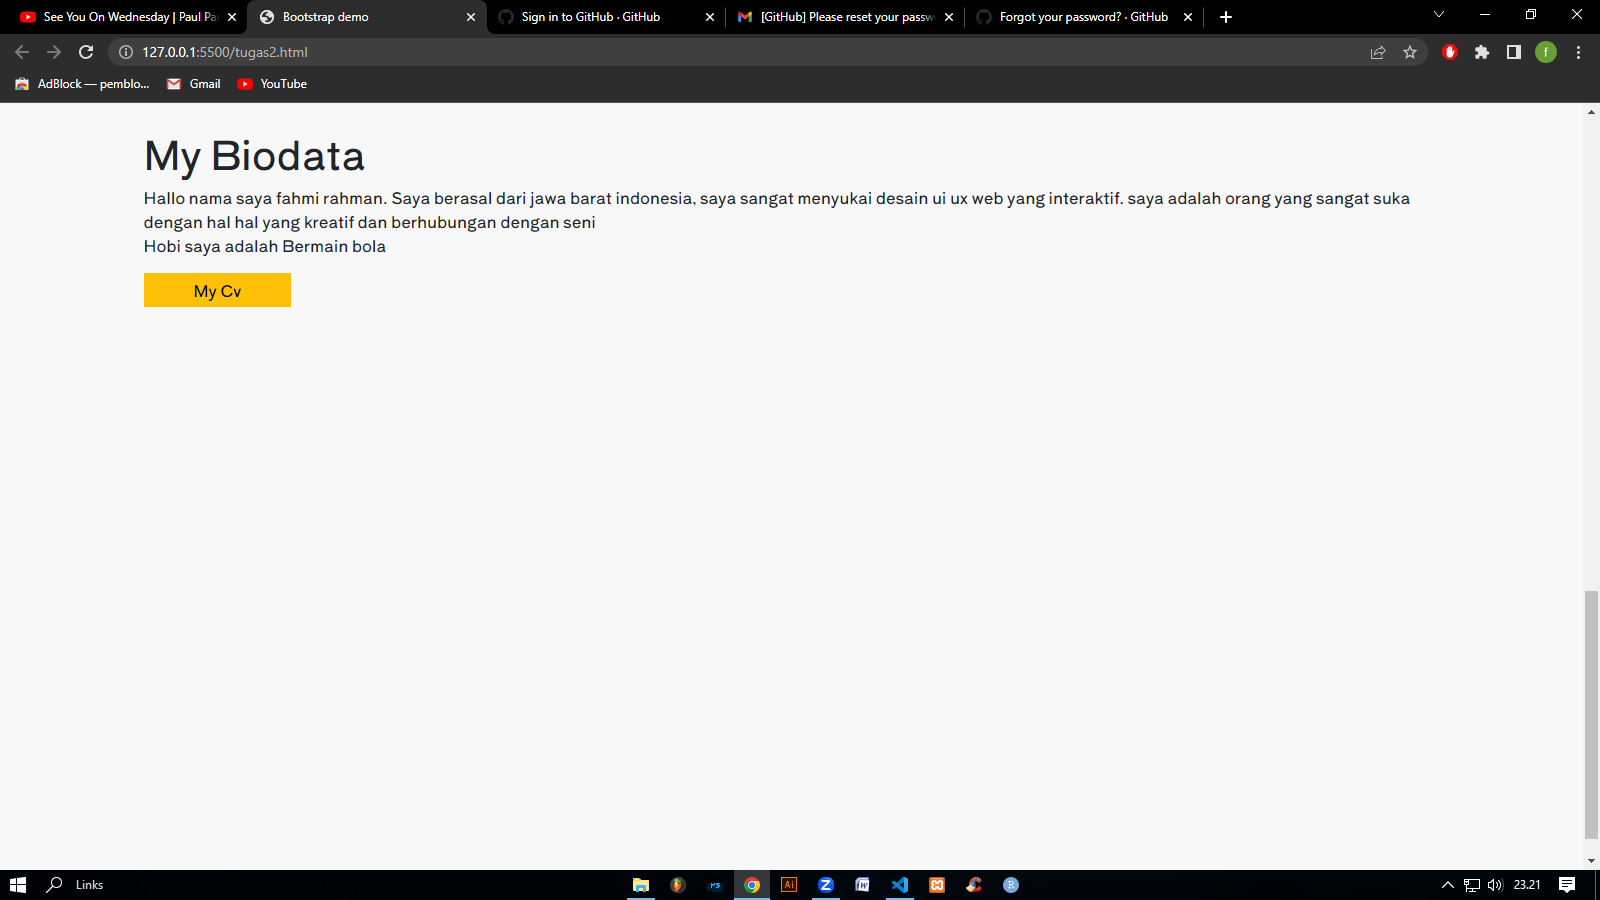 See You On Wednesday | Paul Pa
Bootstrap demo
Sign in to GitHub · GitHub
[GitHub] Please reset your passw
Forgot your password? · GitHub
127.0.0.1:5500/tugas2.html
f
AdBlock — pemblo...
Gmail
YouTube
My Biodata
Hallo nama saya fahmi rahman. Saya berasal dari jawa barat indonesia, saya sangat menyukai desain ui ux web yang interaktif. saya adalah orang yang sangat suka
dengan hal hal yang kreatif dan berhubungan dengan seni
Hobi saya adalah Bermain bola
My Cv
Links
Ai
Z
W
R
23.21